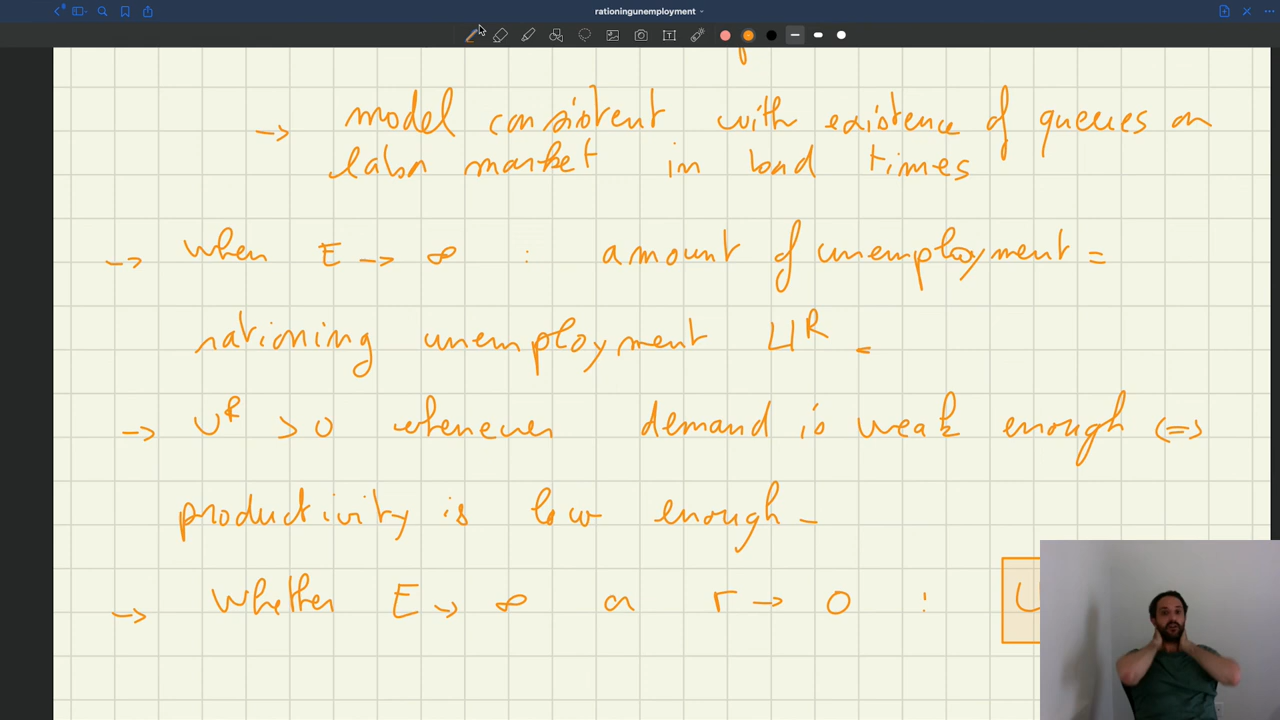 rationingunemployment
→ model consistent with existence of queues on
labor market in bad times
→ when E → ∞ : amount of unemployment =
rationing unemployment U^R -
→ U^R > 0 whenever demand is weak enough <=>
productivity is low enough -
→ whether E → ∞ or r → 0 : U